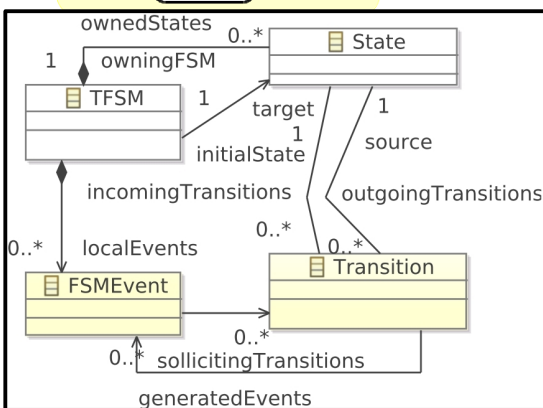 ownedStates
0..*
State
1
owningFSM
TFSM
1
target
1
1
source
initialState
incomingTransitions
outgoingTransitions
0..*
0..*
0..*
localEvents
FSMEvent
Transition
0..*
0..*
sollicitingTransitions
generatedEvents